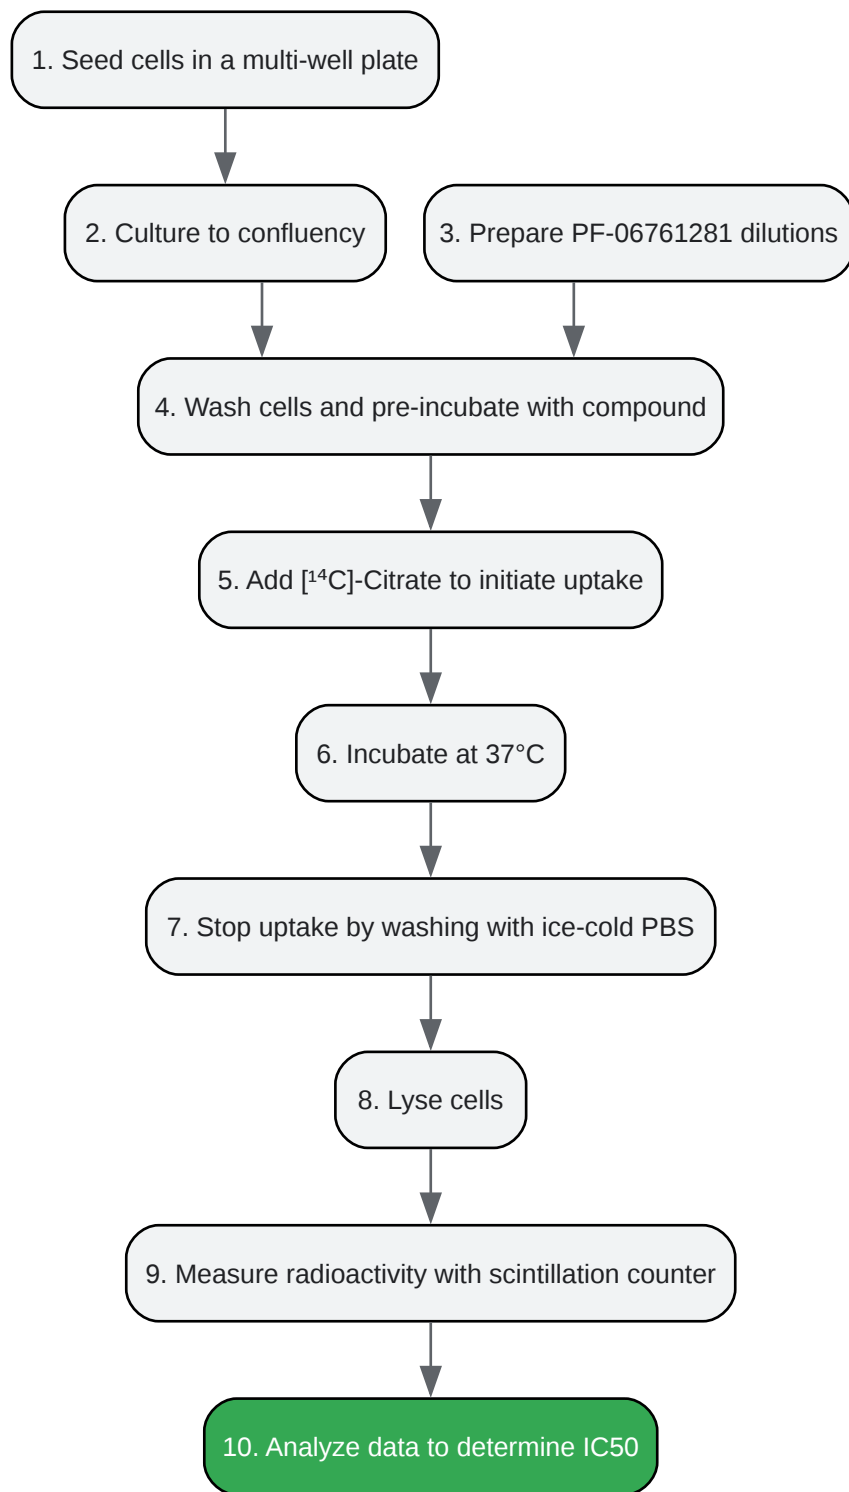 1. Seed cells in a multi-well plate
2. Culture to confluency
3. Prepare PF-06761281 dilutions
4. Wash cells and pre-incubate with compound
5. Add [¹⁴C]-Citrate to initiate uptake
6. Incubate at 37°C
7. Stop uptake by washing with ice-cold PBS
8. Lyse cells
9. Measure radioactivity with scintillation counter
10. Analyze data to determine IC50